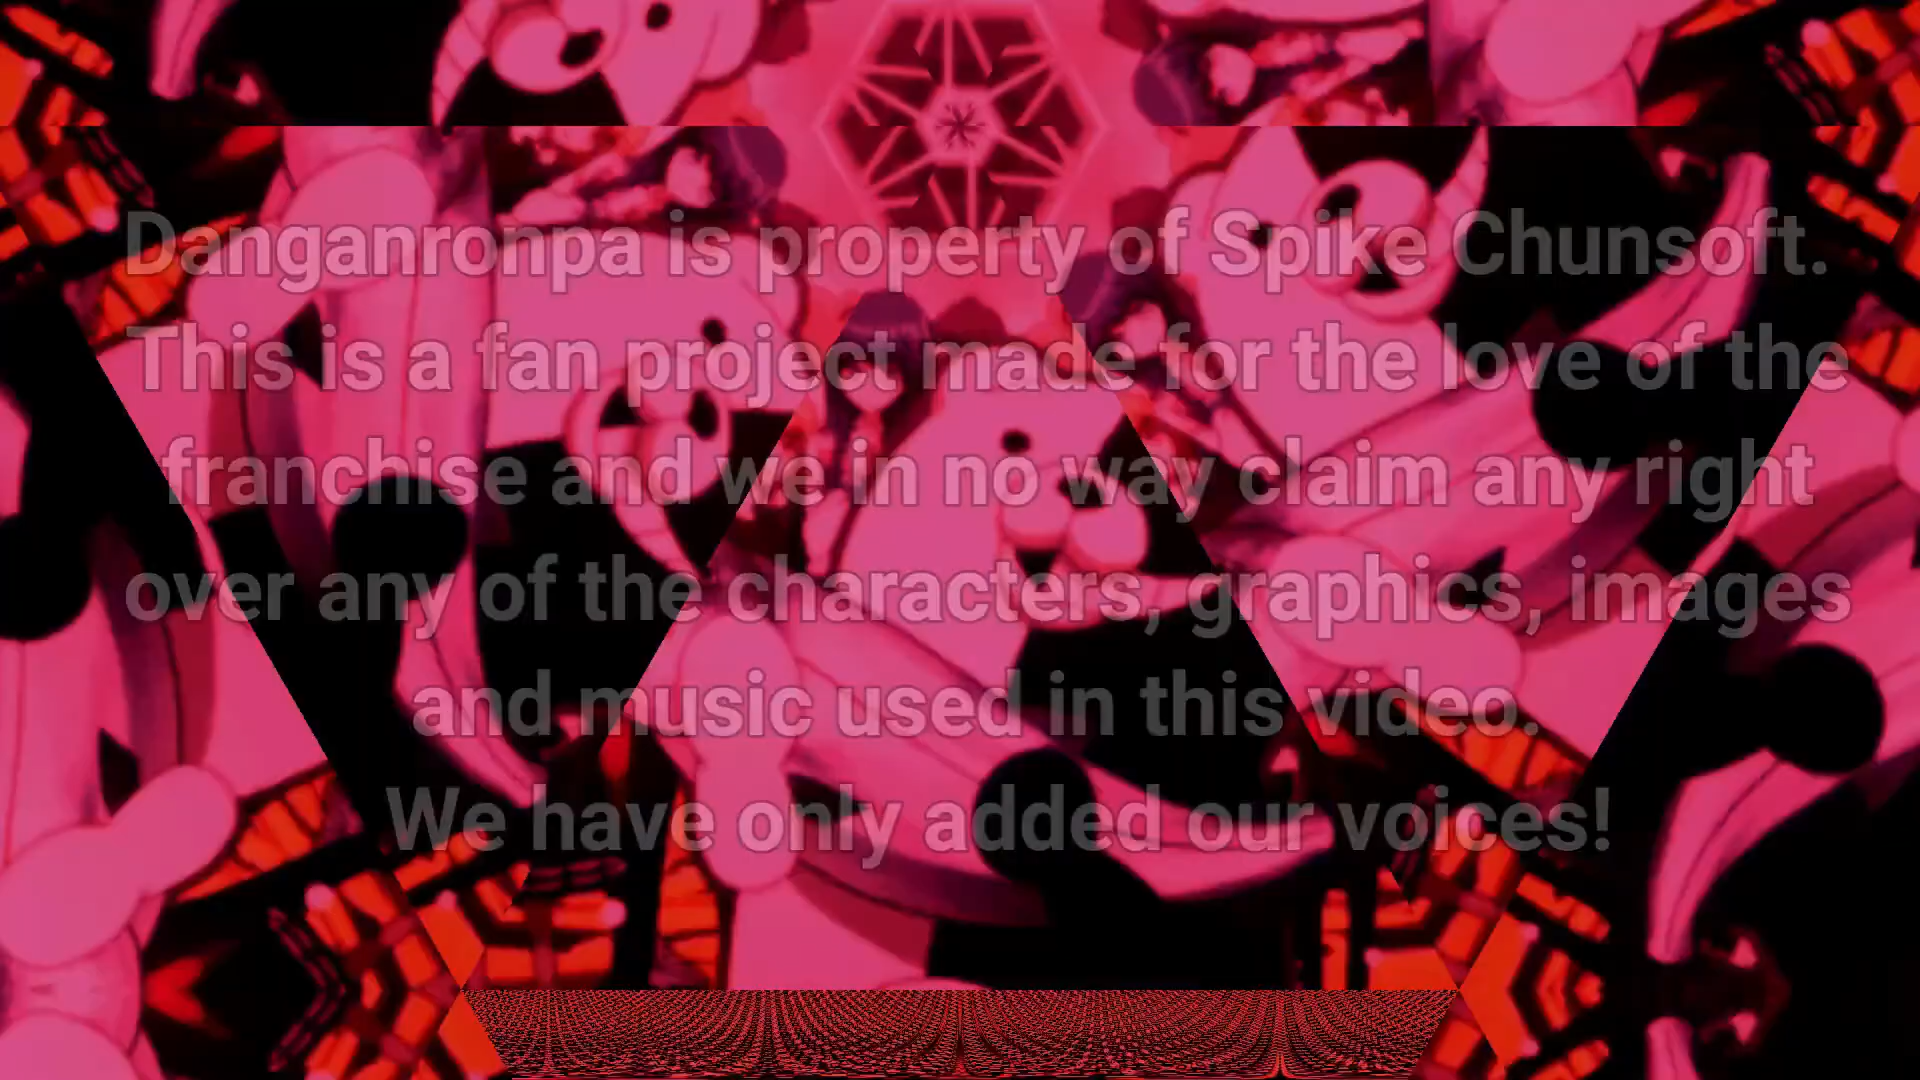 Danganronpa is property of Spike Chunsoft.
This is a fan project made for the love of the
franchise and we in no way claim any right
over any of the characters, graphics, images
and music used in this video.
We have only added our voices!